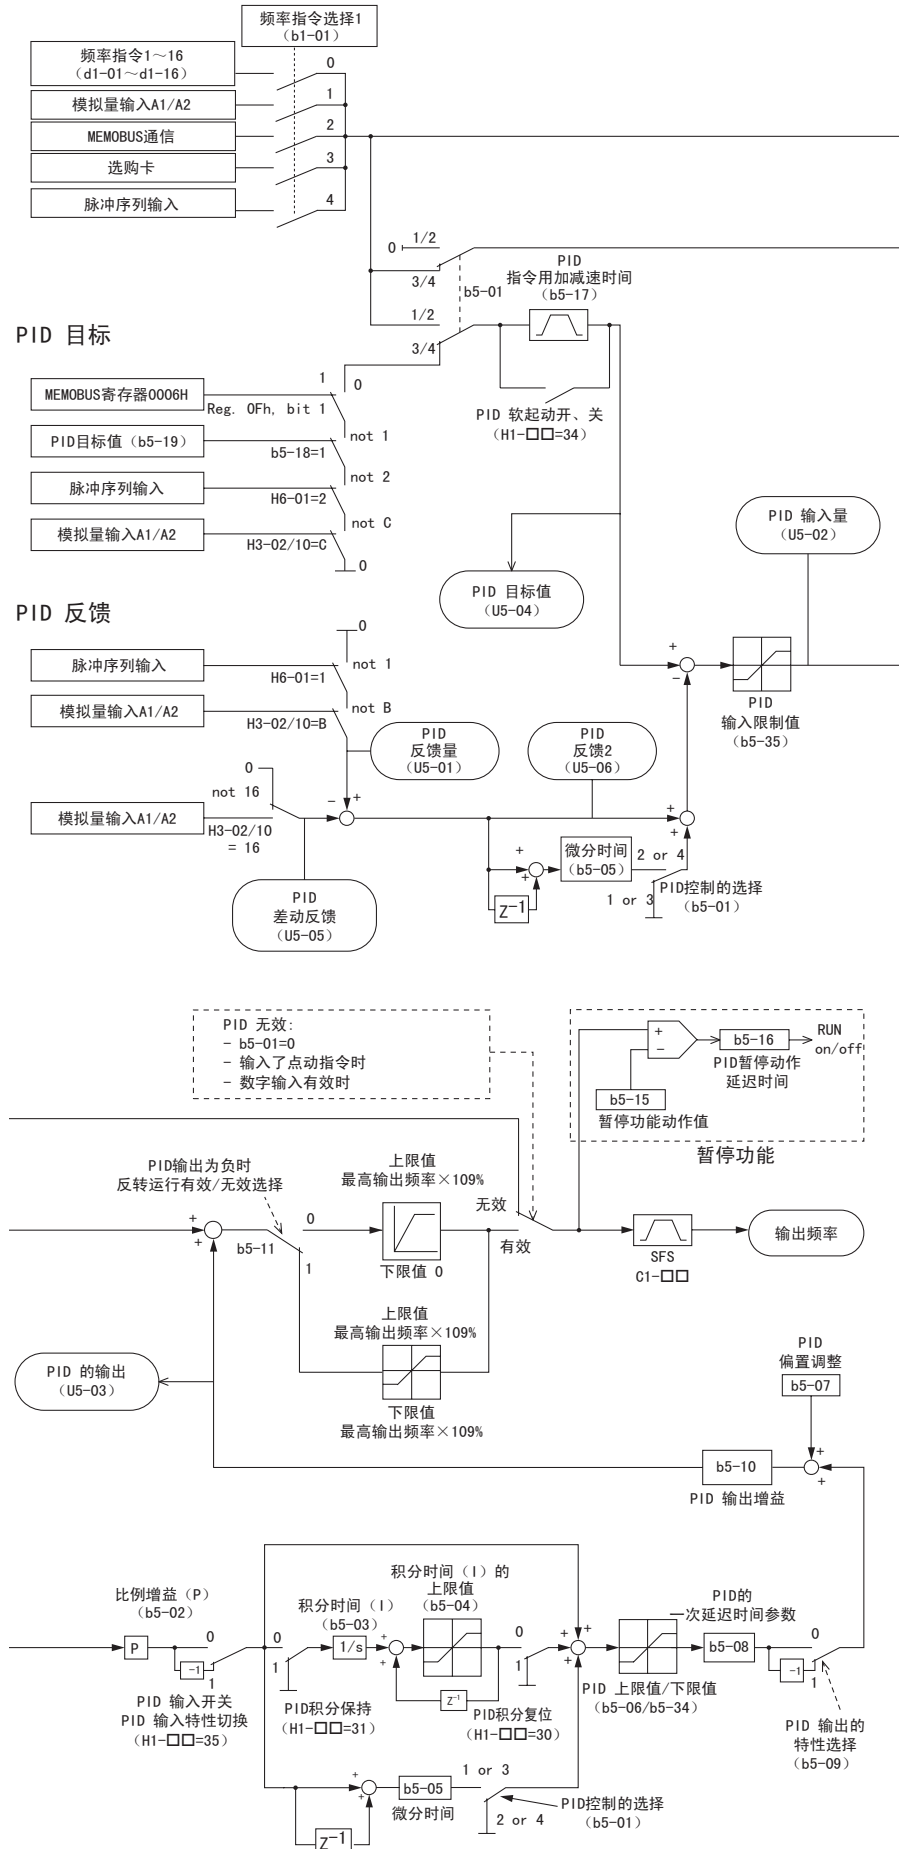 频率指令选择1
(b1-01)
频率指令1～16
(d1-01～d1-16)
0
模拟量输入A1/A2
1
MEMOBUS通信
2
选购卡
3
脉冲序列输入
4
0
1/2
3/4
b5-01
PID
指令用加减速时间
(b5-17)
1/2
3/4
PID 目标
1
0
MEMOBUS寄存器0006H
Reg. 0Fh, bit 1
PID 软起动开、关
(H1-□□=34)
not 1
PID目标值（b5-19）
b5-18=1
not 2
脉冲序列输入
H6-01=2
not C
模拟量输入A1/A2
H3-02/10=C
0
PID 输入量
(U5-02)
PID 目标值
(U5-04)
PID 反馈
0
脉冲序列输入
not 1
H6-01=1
模拟量输入A1/A2
not B
H3-02/10=B
+
-
PID
输入限制值
(b5-35)
PID
反馈量
(U5-01)
PID
反馈2
(U5-06)
0
not 16
- +
模拟量输入A1/A2
H3-02/10
= 16
+
+
+
+
微分时间
(b5-05)
2 or 4
1 or 3
PID控制的选择
(b5-01)
Z-1
PID
差动反馈
(U5-05)
PID 无效:
- b5-01=0
- 输入了点动指令时
- 数字输入有效时
+
-
b5-16
RUN
on/off
PID暂停动作
延迟时间
b5-15
暂停功能动作值
暂停功能
PID输出为负时
反转运行有效/无效选择
上限值
最高输出频率×109%
无效
有效
+
+
b5-11
0
1
下限值 0
SFS
C1-□□
输出频率
上限值
最高输出频率×109%
下限值
最高输出频率×109%
PID 的输出
(U5-03)
PID
偏置调整
b5-07
b5-10
+
+
PID 输出增益
比例增益（P）
(b5-02)
P
-1
0
1
PID 输入开关
PID 输入特性切换
(H1-□□=35)
0
1
积分时间（I）
(b5-03)
1/s
PID积分保持
(H1-□□=31)
+
+
积分时间（I）的
上限值
(b5-04)
Z-1
0
1
PID积分复位
(H1-□□=30)
+
+
+
PID 上限值/下限值
(b5-06/b5-34)
PID的
一次延迟时间参数
b5-08
-1
0
1
PID 输出的
特性选择
(b5-09)
+
+
b5-05
微分时间
1 or 3
2 or 4
PID控制的选择
(b5-01)
Z-1